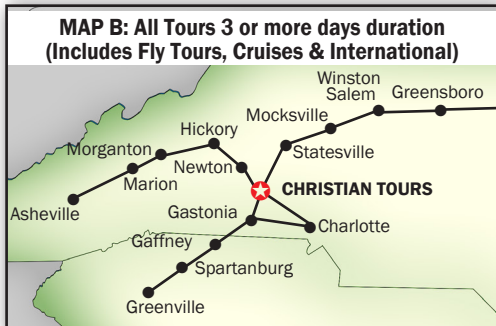 MAP B: All Tours 3 or more days duration
(Includes Fly Tours, Cruises & International)
Winston
Salem
Greensboro
Mocksville
Hickory
Statesville
Morganton
Newton
Marion
CHRISTIAN TOURS
Asheville
Gastonia
Charlotte
Gaffney
Spartanburg
Greenville